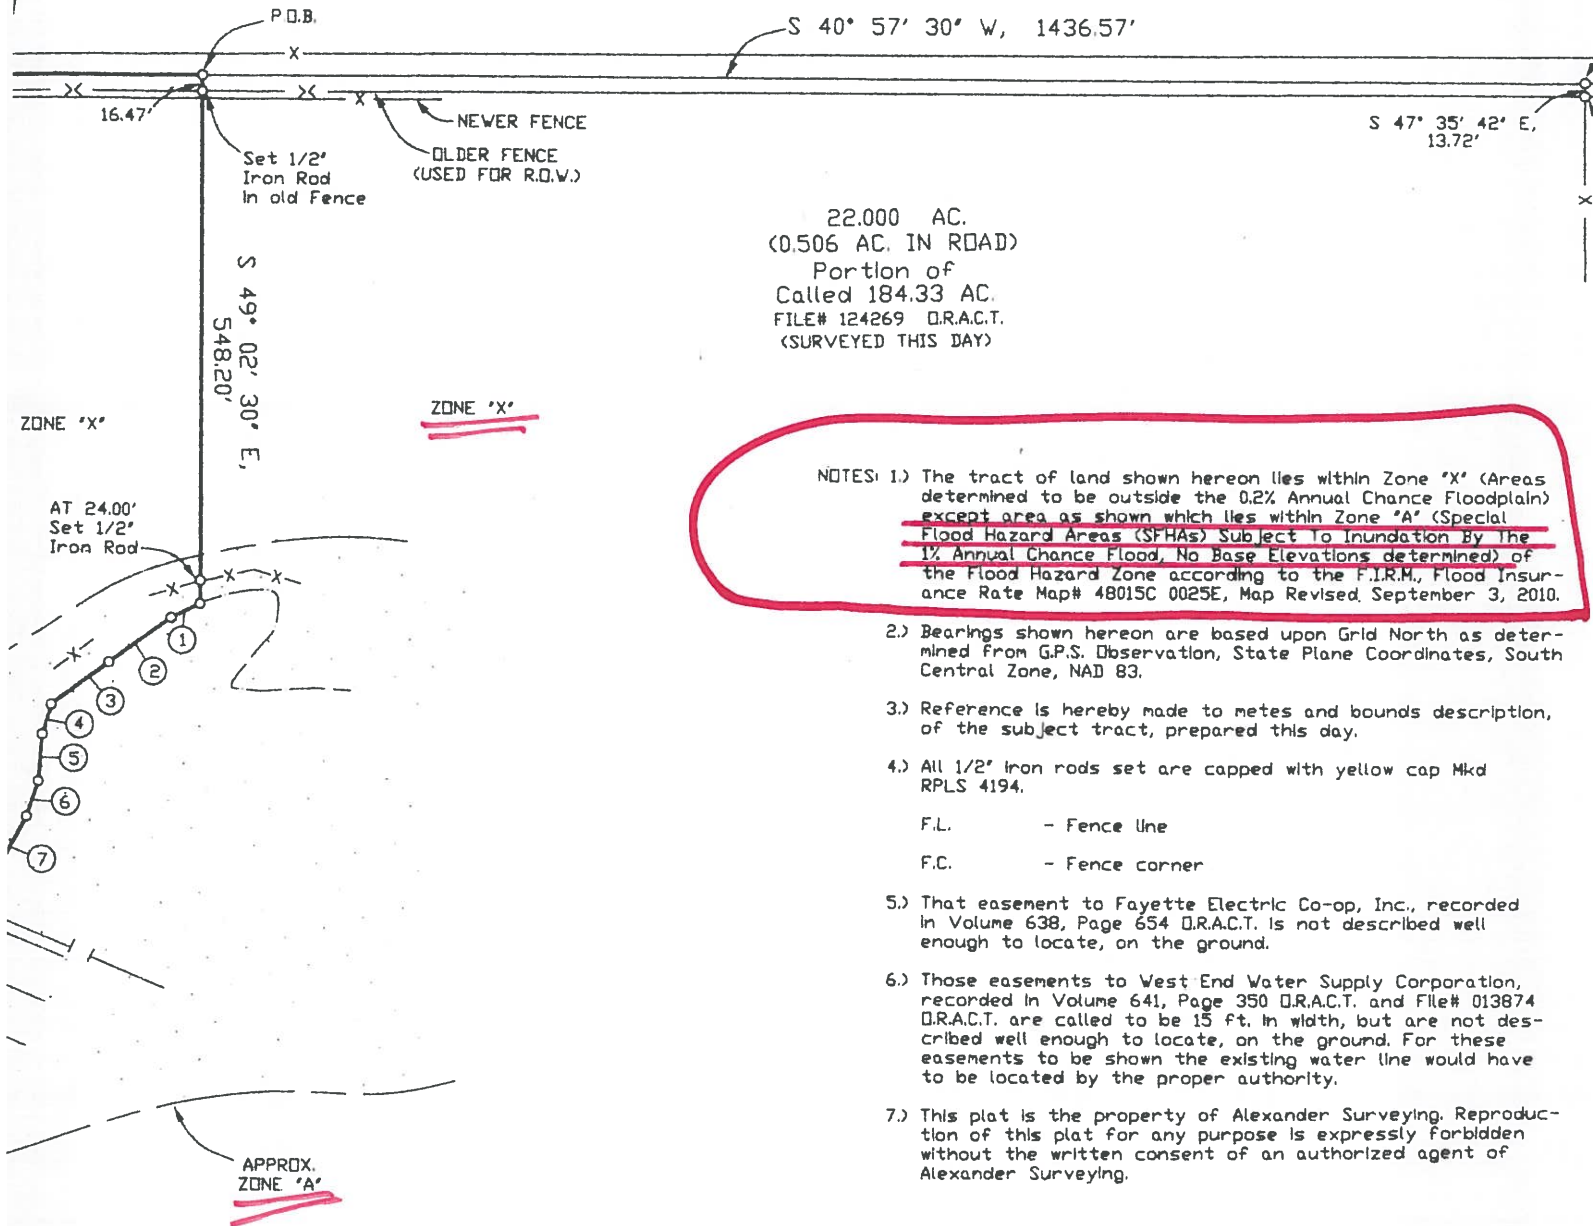 P.O.B.
S 40° 57' 30" W, 1436.57'
X
16.47'
X
X
X
NEWER FENCE
OLDER FENCE
(USED FOR R.O.W.)
Set 1/2"
Iron Rod
In old Fence
S 47° 35' 42" E,
13.72'
X
22.000 AC.
(0.506 AC. IN ROAD)
Portion of
Called 184.33 AC.
FILE# 124269 O.R.A.C.T.
(SURVEYED THIS DAY)
S 49° 02' 30" E,
548.20'
ZONE "X"
ZONE "X"
AT 24.00'
Set 1/2"
Iron Rod
X
X
X
X
1
2
3
4
5
6
7
NOTES: 1.) The tract of land shown hereon lies within Zone "X" (Areas
determined to be outside the 0.2% Annual Chance Floodplain)
except area as shown which lies within Zone "A" (Special
Flood Hazard Areas (SFHAs) Subject To Inundation By The
1% Annual Chance Flood, No Base Elevations determined) of
the Flood Hazard Zone according to the F.I.R.M., Flood Insur-
ance Rate Map# 48015C 0025E, Map Revised September 3, 2010.
2.) Bearings shown hereon are based upon Grid North as deter-
mined from G.P.S. Observation, State Plane Coordinates, South
Central Zone, NAD 83.
3.) Reference is hereby made to metes and bounds description,
of the subject tract, prepared this day.
4.) All 1/2" iron rods set are capped with yellow cap Mkd
RPLS 4194.
F.L. - Fence line
F.C. - Fence corner
5.) That easement to Fayette Electric Co-op, Inc., recorded
in Volume 638, Page 654 O.R.A.C.T. is not described well
enough to locate, on the ground.
6.) Those easements to West End Water Supply Corporation,
recorded in Volume 641, Page 350 O.R.A.C.T. and File# 013874
O.R.A.C.T. are called to be 15 ft. in width, but are not des-
cribed well enough to locate, on the ground. For these
easements to be shown the existing water line would have
to be located by the proper authority.
7.) This plat is the property of Alexander Surveying. Reproduc-
tion of this plat for any purpose is expressly forbidden
without the written consent of an authorized agent of
Alexander Surveying.
APPROX.
ZONE "A"